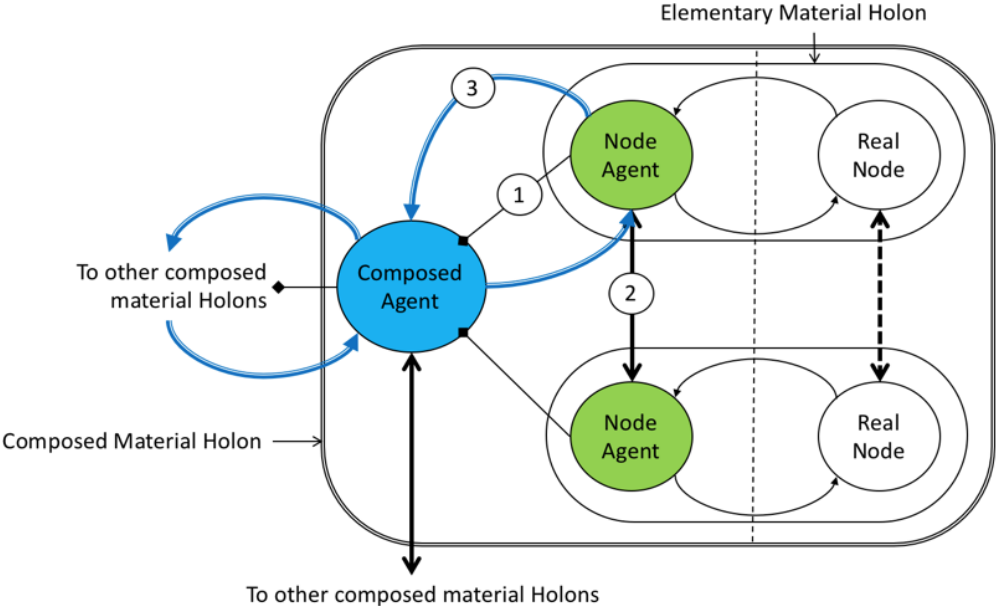 Elementary Material Holon
3
Node
Agent
Real
Node
1
To other composed
material Holons
Composed
Agent
2
Node
Agent
Real
Node
Composed Material Holon
To other composed material Holons